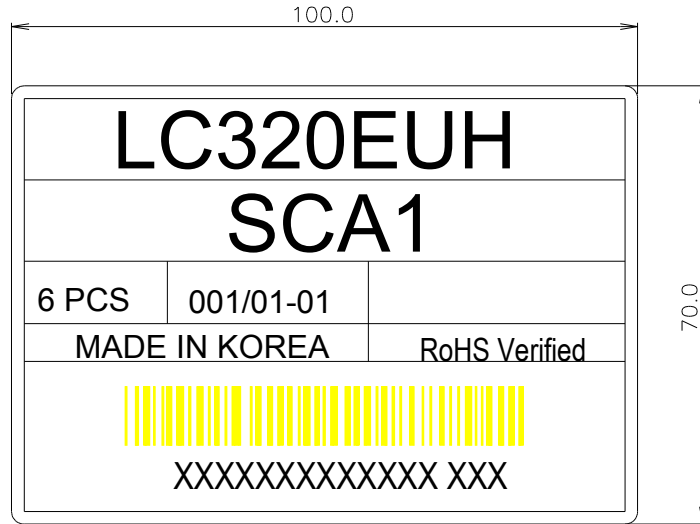 100.0
LC320EUH
SCA1
6 PCS 001/01-01
70.0
MADE IN KOREA RoHS Verified
XXXXXXXXXXXXX XXX